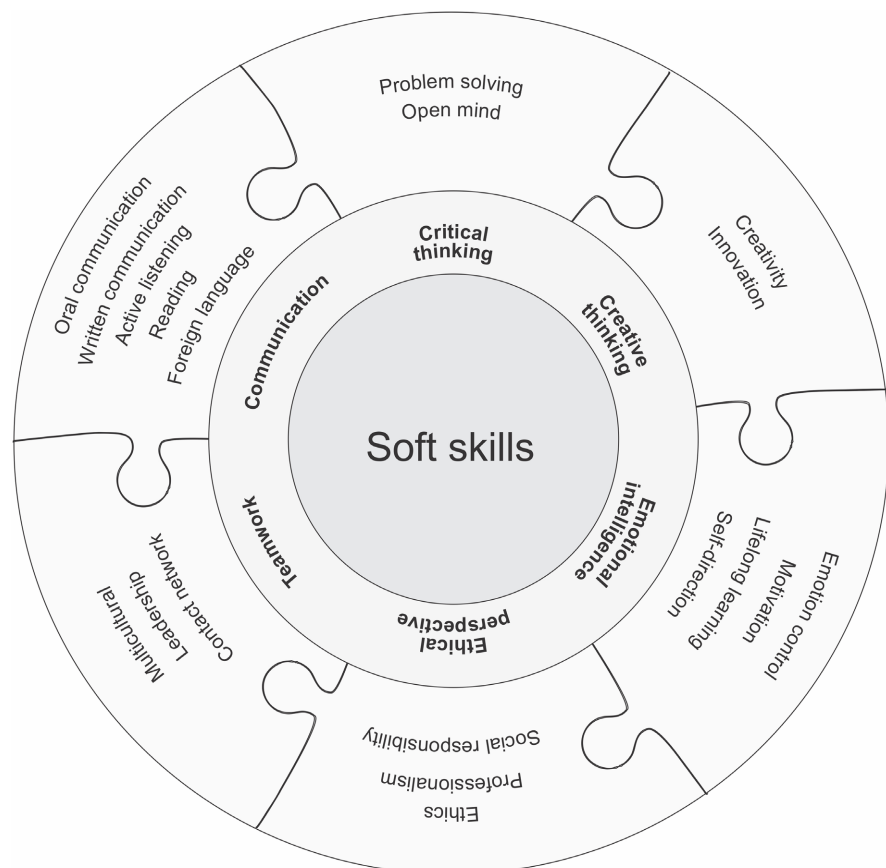 Problem solving
Open mind
Critical
thinking
Creativity
Innovation
Creative
thinking
Emotional
intelligence
Emotion control
Motivation
Lifelong learning
Self-direction
Ethical
perspective
Ethics
Professionalism
Social responsibility
Teamwork
Contact network
Leadership
Multicultural
Communication
Oral communication
Written communication
Active listening
Reading
Foreign language
Soft skills